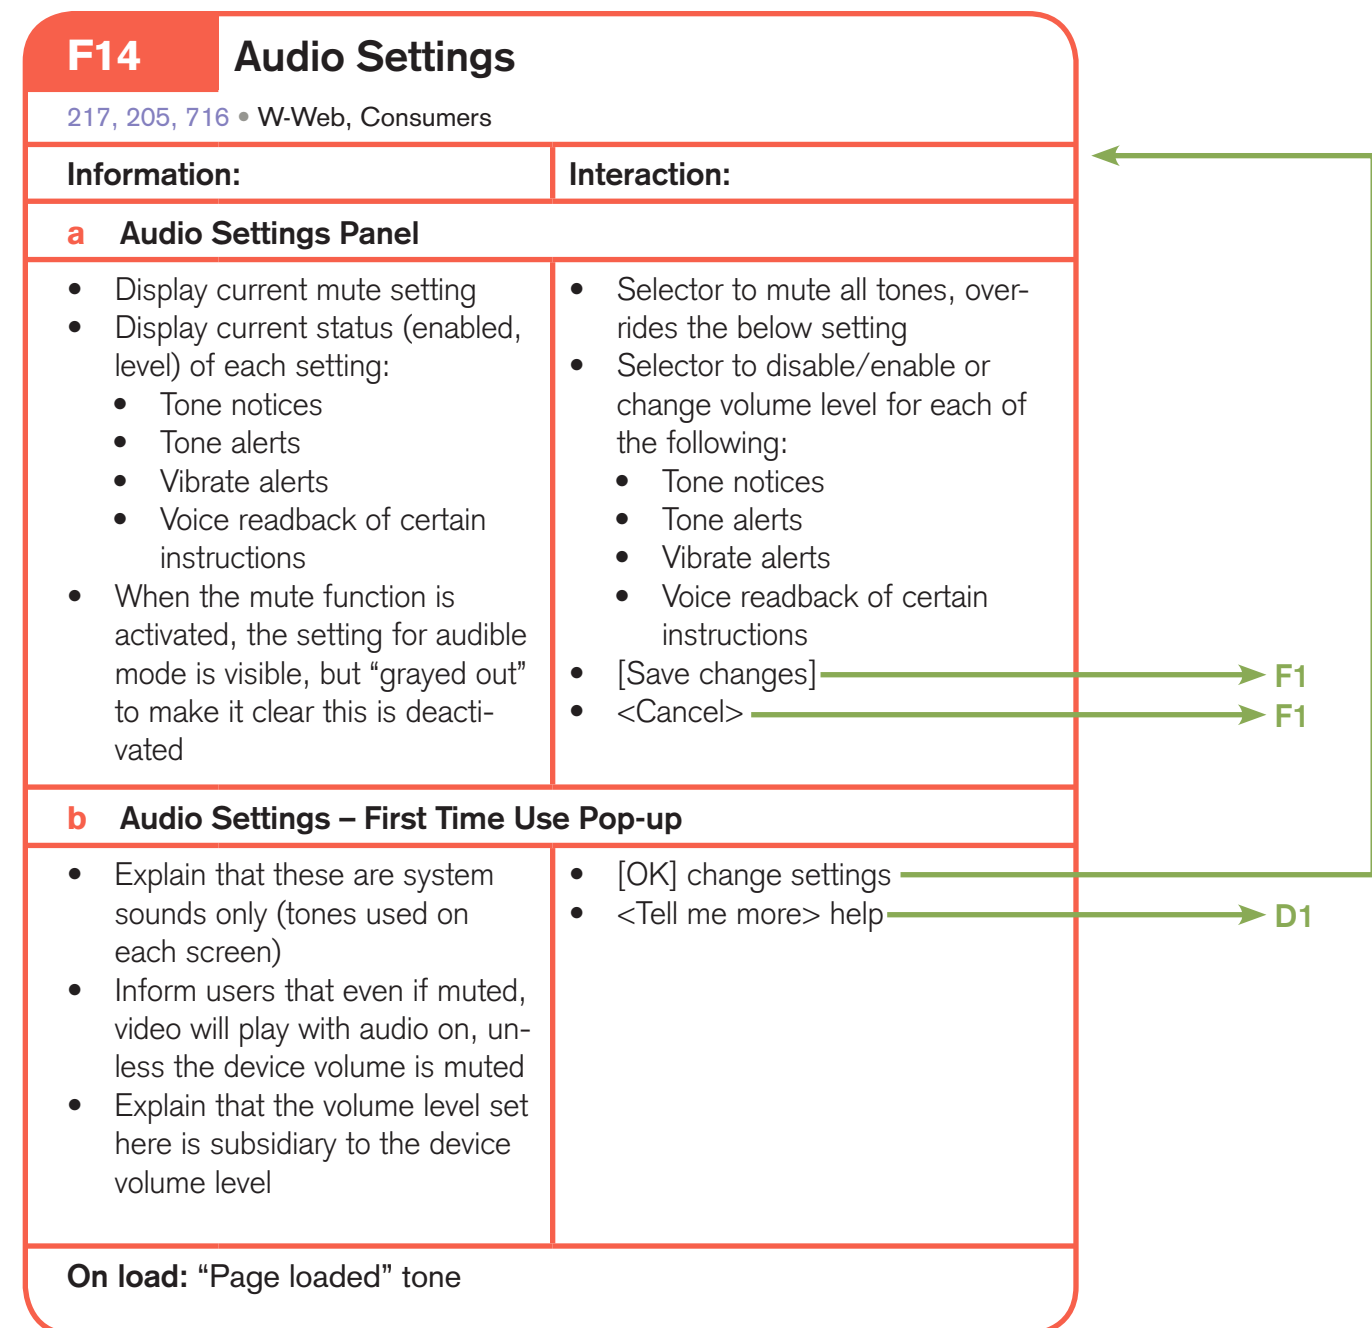 F14 Audio Settings
217, 205, 716 • W-Web, Consumers
Information:
Interaction:
a Audio Settings Panel
• Display current mute setting
• Display current status (enabled,
level) of each setting:
• Tone notices
• Tone alerts
• Vibrate alerts
• Voice readback of certain
instructions
• When the mute function is
activated, the setting for audible
mode is visible, but “grayed out”
to make it clear this is deacti-
vated
• Selector to mute all tones, over-
rides the below setting
• Selector to disable/enable or
change volume level for each of
the following:
• Tone notices
• Tone alerts
• Vibrate alerts
• Voice readback of certain
instructions
• [Save changes] F1
• <Cancel> F1
b Audio Settings – First Time Use Pop-up
• Explain that these are system
sounds only (tones used on
each screen)
• Inform users that even if muted,
video will play with audio on, un-
less the device volume is muted
• Explain that the volume level set
here is subsidiary to the device
volume level
• [OK] change settings
• <Tell me more> help D1
On load: “Page loaded” tone